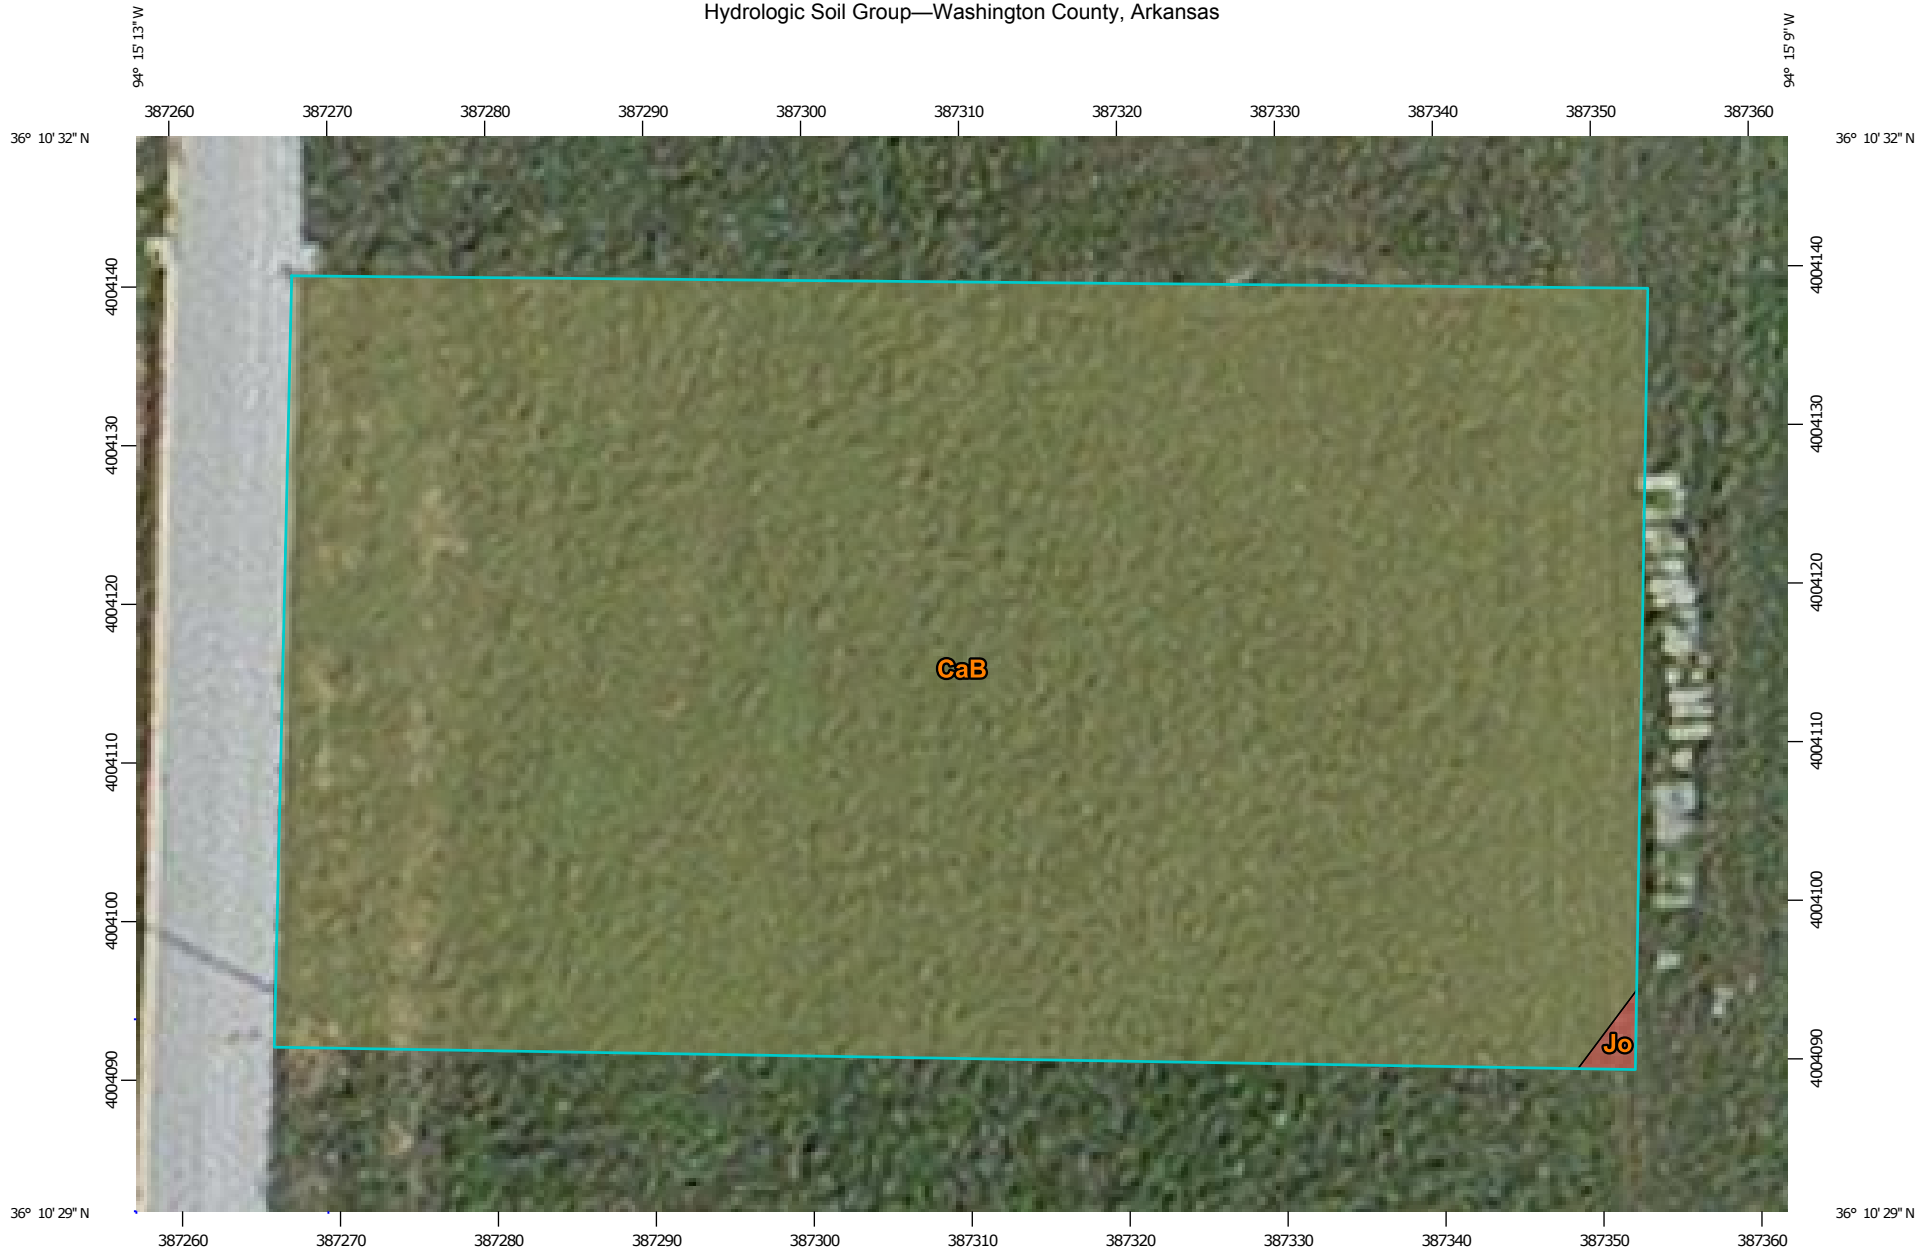 Hydrologic Soil Group—Washington County, Arkansas
94° 15' 13" W
94° 15' 9" W
387260 387270 387280 387290 387300 387310 387320 387330 387340 387350 387360
36° 10' 32" N
36° 10' 32" N
4004140
4004130
4004120
4004110
4004100
4004090
4004140
4004130
4004120
4004110
4004100
4004090
CaB
Jo
36° 10' 29" N
36° 10' 29" N
387260 387270 387280 387290 387300 387310 387320 387330 387340 387350 387360